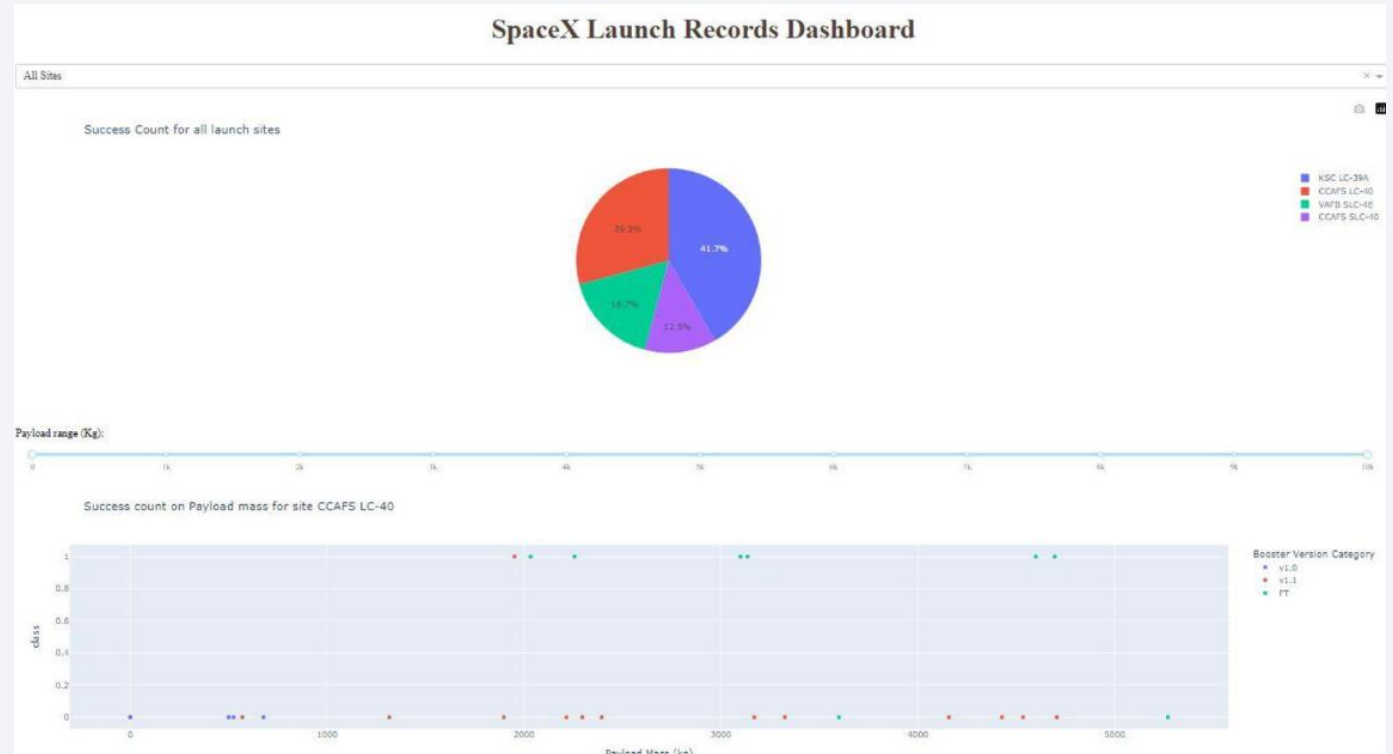 SpaceX Launch Records Dashboard
All Sites
Success Count for all launch sites
KSC LC-39A
CCAFS LC-40
VAFB SLC-4E
CCAFS SLC-40
29.2%
41.7%
16.7%
12.5%
Payload range (Kg):
0 1k 2k 3k 4k 5k 6k 7k 8k 9k 10k
Success count on Payload mass for site CCAFS LC-40
Booster Version Category
v1.0
v1.1
FT
1
0.8
0.6
0.4
0.2
0
class
0 1000 2000 3000 4000 5000
Payload Mass (kg)